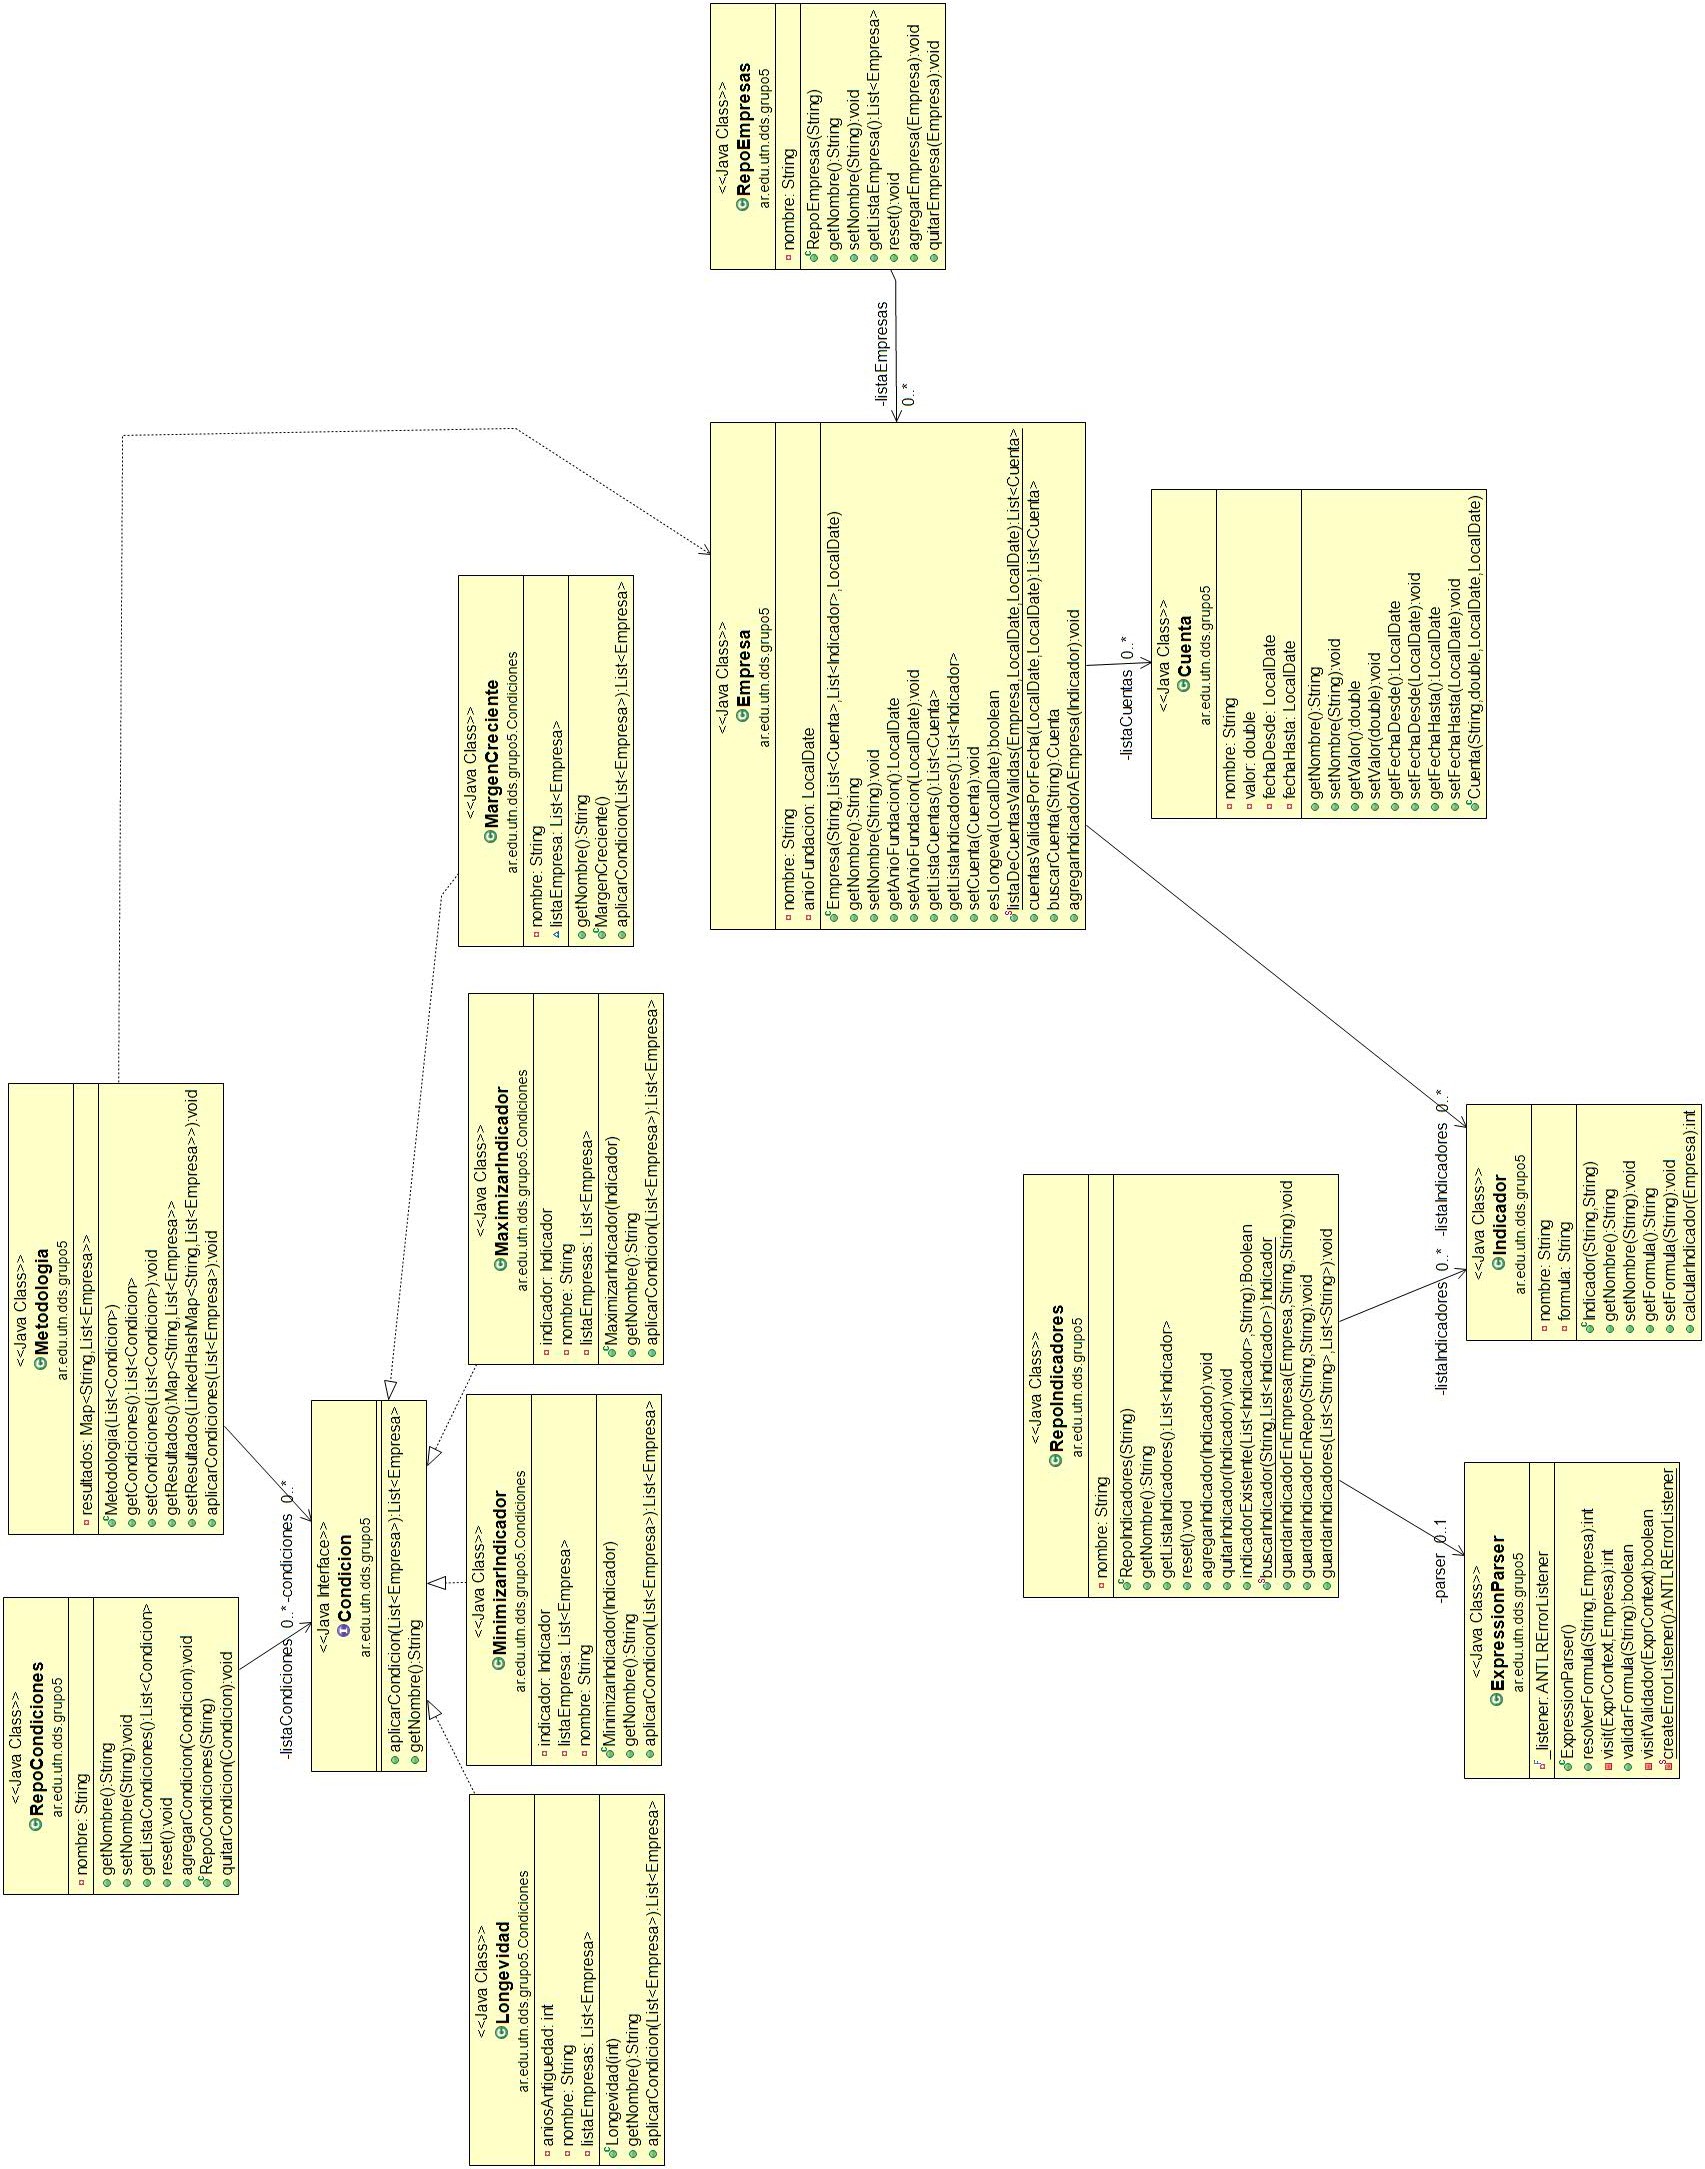 <<Java Class>>
RepoCondiciones
ar.edu.utn.dds.grupo5
nombre: String
getNombre():String
setNombre(String):void
getListaCondiciones():List<Condicion>
reset():void
agregarCondicion(Condicion):void
RepoCondiciones(String)
quitarCondicion(Condicion):void
<<Java Class>>
Metodologia
ar.edu.utn.dds.grupo5
resultados: Map<String,List<Empresa>>
Metodologia(List<Condicion>)
getCondiciones():List<Condicion>
setCondiciones(List<Condicion>):void
getResultados():Map<String,List<Empresa>>
setResultados(LinkedHashMap<String,List<Empresa>>):void
aplicarCondiciones(List<Empresa>):void
-listaCondiciones 0..*
-condiciones 0..*
<<Java Interface>>
Condicion
ar.edu.utn.dds.grupo5
aplicarCondicion(List<Empresa>):List<Empresa>
getNombre():String
<<Java Class>>
Longevidad
ar.edu.utn.dds.grupo5.Condiciones
aniosAntiguedad: int
nombre: String
listaEmpresas: List<Empresa>
Longevidad(int)
getNombre():String
aplicarCondicion(List<Empresa>):List<Empresa>
<<Java Class>>
MinimizarIndicador
ar.edu.utn.dds.grupo5.Condiciones
indicador: Indicador
listaEmpresa: List<Empresa>
nombre: String
MinimizarIndicador(Indicador)
getNombre():String
aplicarCondicion(List<Empresa>):List<Empresa>
<<Java Class>>
MaximizarIndicador
ar.edu.utn.dds.grupo5.Condiciones
indicador: Indicador
nombre: String
listaEmpresas: List<Empresa>
MaximizarIndicador(Indicador)
getNombre():String
aplicarCondicion(List<Empresa>):List<Empresa>
<<Java Class>>
MargenCreciente
ar.edu.utn.dds.grupo5.Condiciones
nombre: String
listaEmpresa: List<Empresa>
getNombre():String
MargenCreciente()
aplicarCondicion(List<Empresa>):List<Empresa>
<<Java Class>>
Empresa
ar.edu.utn.dds.grupo5
nombre: String
anioFundacion: LocalDate
Empresa(String,List<Cuenta>,List<Indicador>,LocalDate)
getNombre():String
setNombre(String):void
getAnioFundacion():LocalDate
setAnioFundacion(LocalDate):void
getListaCuentas():List<Cuenta>
getListaIndicadores():List<Indicador>
setCuenta(Cuenta):void
esLongeva(LocalDate):boolean
listaDeCuentasValidas(Empresa,LocalDate,LocalDate):List<Cuenta>
cuentasValidasPorFecha(LocalDate,LocalDate):List<Cuenta>
buscarCuenta(String):Cuenta
agregarIndicadorAEmpresa(Indicador):void
-listaEmpresas
0..*
<<Java Class>>
RepoEmpresas
ar.edu.utn.dds.grupo5
nombre: String
RepoEmpresas(String)
getNombre():String
setNombre(String):void
getListaEmpresa():List<Empresa>
reset():void
agregarEmpresa(Empresa):void
quitarEmpresa(Empresa):void
<<Java Class>>
RepoIndicadores
ar.edu.utn.dds.grupo5
nombre: String
RepoIndicadores(String)
getNombre():String
getListaIndicadores():List<Indicador>
reset():void
agregarIndicador(Indicador):void
quitarIndicador(Indicador):void
indicadorExistente(List<Indicador>,String):Boolean
buscarIndicador(String,List<Indicador>):Indicador
guardarIndicadorEnEmpresa(Empresa,String,String):void
guardarIndicadorEnRepo(String,String):void
guardarIndicadores(List<String>,List<String>):void
-listaCuentas 0..*
<<Java Class>>
Cuenta
ar.edu.utn.dds.grupo5
nombre: String
valor: double
fechaDesde: LocalDate
fechaHasta: LocalDate
getNombre():String
setNombre(String):void
getValor():double
setValor(double):void
getFechaDesde():LocalDate
setFechaDesde(LocalDate):void
getFechaHasta():LocalDate
setFechaHasta(LocalDate):void
Cuenta(String,double,LocalDate,LocalDate)
-parser 0..1
-listaIndicadores 0..*
-listaIndicadores 0..*
<<Java Class>>
ExpressionParser
ar.edu.utn.dds.grupo5
_listener: ANTLRErrorListener
ExpressionParser()
resolverFormula(String,Empresa):int
visit(ExprContext,Empresa):int
validarFormula(String):boolean
visitValidador(ExprContext):boolean
createErrorListener():ANTLRErrorListener
<<Java Class>>
Indicador
ar.edu.utn.dds.grupo5
nombre: String
formula: String
Indicador(String,String)
getNombre():String
setNombre(String):void
getFormula():String
setFormula(String):void
calcularIndicador(Empresa):int